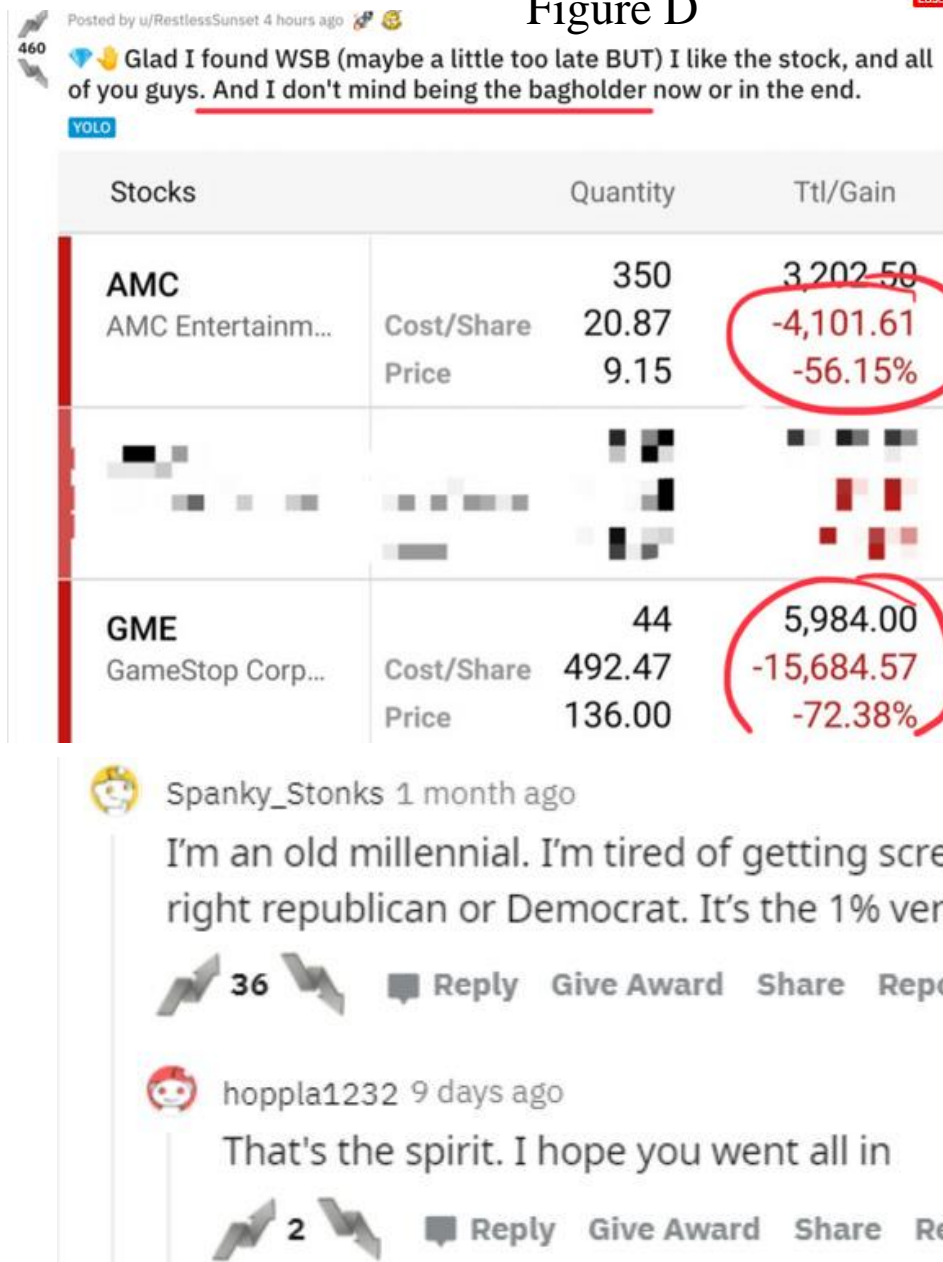 Figure D
Posted by u/RestlessSunset 4 hours ago
460
💎🤚 Glad I found WSB (maybe a little too late BUT) I like the stock, and all
of you guys. And I don't mind being the bagholder now or in the end.
YOLO
Stocks Quantity Ttl/Gain
AMC 350 3,202.50
AMC Entertainm... Cost/Share 20.87 -4,101.61
Price 9.15 -56.15%
GME 44 5,984.00
GameStop Corp... Cost/Share 492.47 -15,684.57
Price 136.00 -72.38%
Spanky_Stonks 1 month ago
I'm an old millennial. I'm tired of getting scre
right republican or Democrat. It's the 1% ver
36 Reply Give Award Share Repo
hoppla1232 9 days ago
That's the spirit. I hope you went all in
2 Reply Give Award Share Re